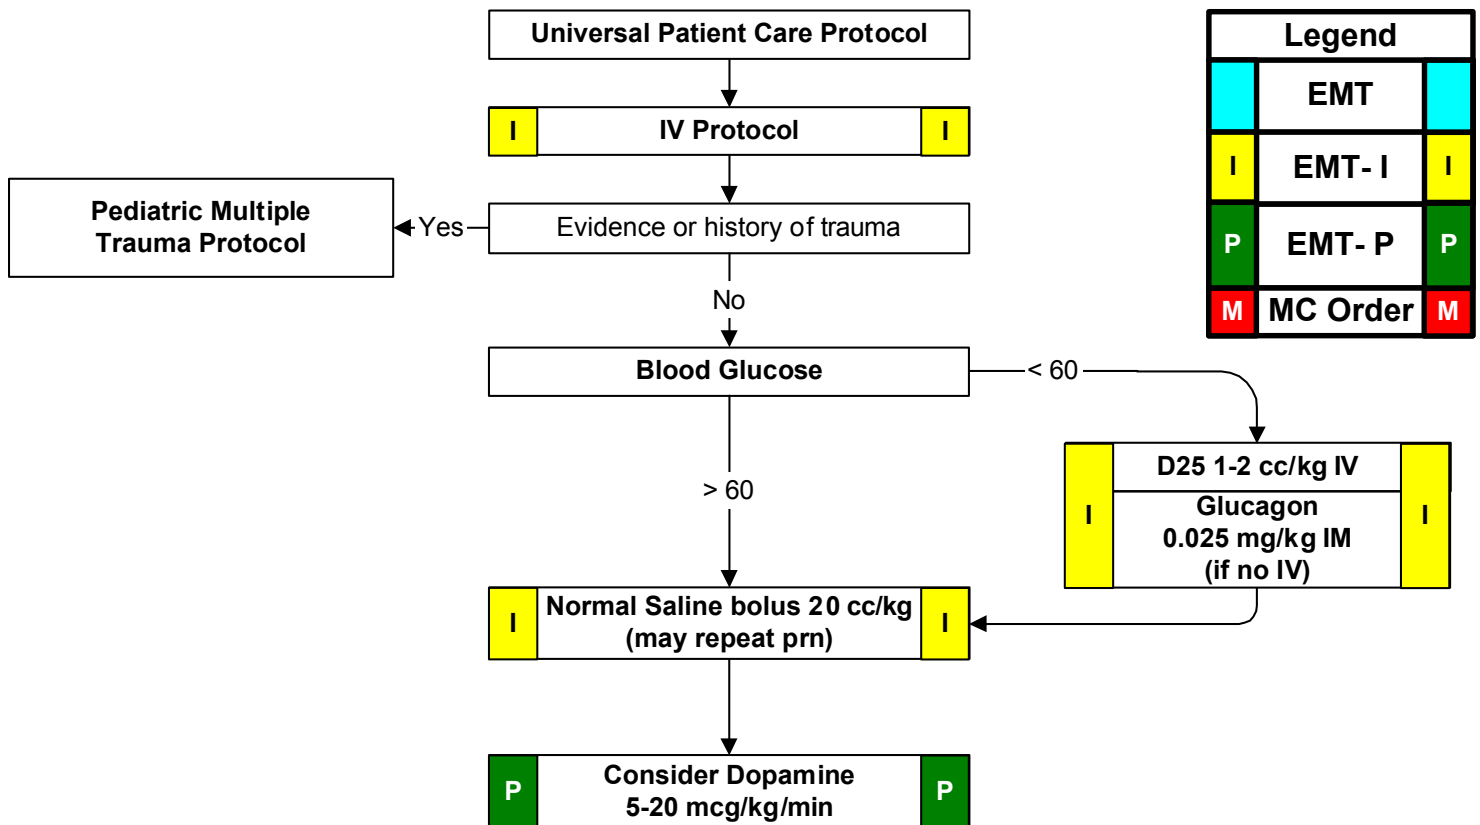 Universal Patient Care Protocol
Legend
EMT
I IV Protocol I
I EMT- I I
Pediatric Multiple
Trauma Protocol
Yes
Evidence or history of trauma
P EMT- P P
No
M MC Order M
Blood Glucose
< 60
> 60
D25 1-2 cc/kg IV
I I
Glucagon
0.025 mg/kg IM
(if no IV)
I I
Normal Saline bolus 20 cc/kg
(may repeat prn)
P P
Consider Dopamine
5-20 mcg/kg/min